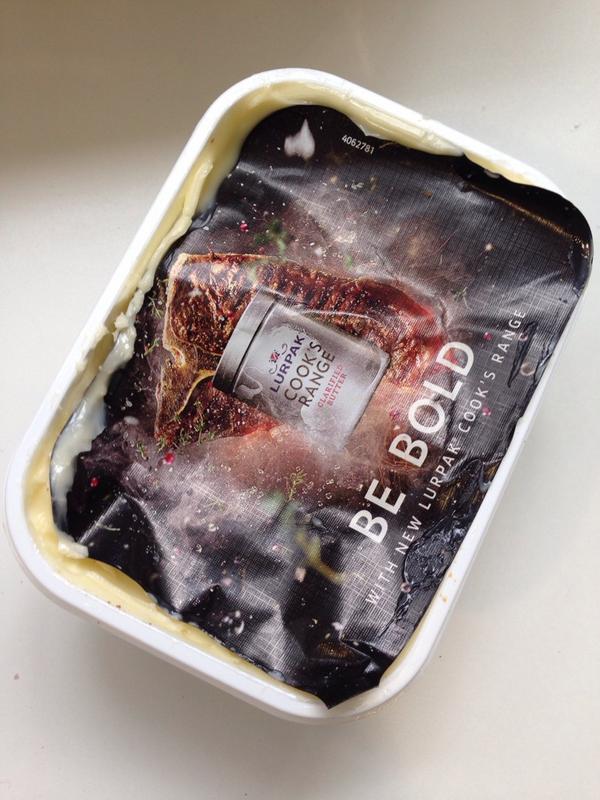 4062781
LURPAK
COOK'S
RANGE
CLARIFIED
BUTTER
BE BOLD
WITH NEW LURPAK COOK'S RANGE